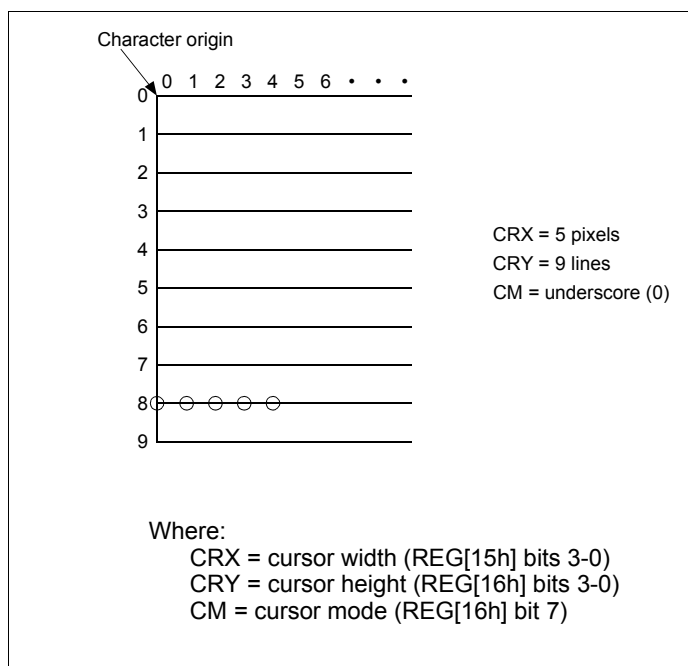 Character origin
0 1 2 3 4 5 6 • • •
0
1
2
3
4
5
6
7
8
9
CRX = 5 pixels
CRY = 9 lines
CM = underscore (0)
Where:
CRX = cursor width (REG[15h] bits 3-0)
CRY = cursor height (REG[16h] bits 3-0)
CM = cursor mode (REG[16h] bit 7)